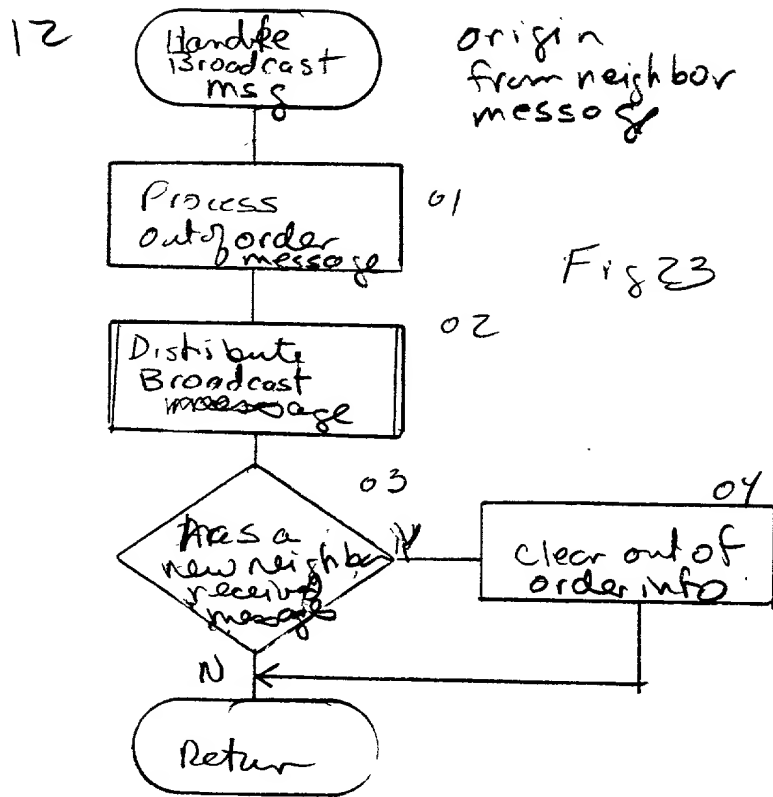 12
Handle
Broadcast
msg
origin
from neighbor
message
Process
out of order
message
01
Fig 23
Distribute
Broadcast
message
02
03
Has a
new neighbor
received
message
Y
04
clear out of
order info
N
Return